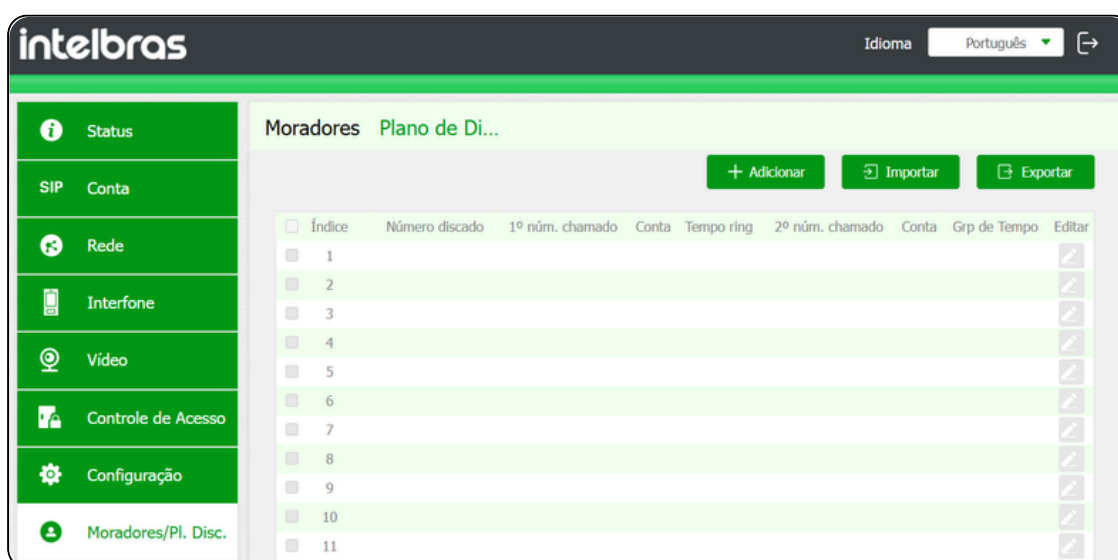 intelbras
Idioma Português
Status
SIP Conta
Rede
Interfone
Vídeo
Controle de Acesso
Configuração
Moradores/Pl. Disc.
Moradores Plano de Di...
+ Adicionar Importar Exportar
Índice Número discado 1º núm. chamado Conta Tempo ring 2º núm. chamado Conta Grp de Tempo Editar
1
2
3
4
5
6
7
8
9
10
11